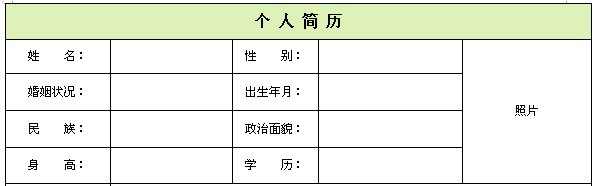 个人简历
姓　　名： 性　　别：
婚姻状况： 出生年月：
照片
民　　族： 政治面貌：
身　　高： 学　　历：